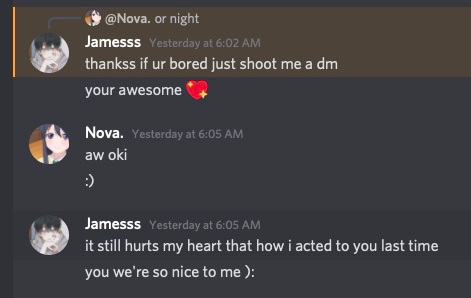 @Nova. or night
Jamesss Yesterday at 6:02 AM
thankss if ur bored just shoot me a dm
your awesome 💖
Nova. Yesterday at 6:05 AM
aw oki
:)
Jamesss Yesterday at 6:05 AM
it still hurts my heart that how i acted to you last time
you we're so nice to me ):